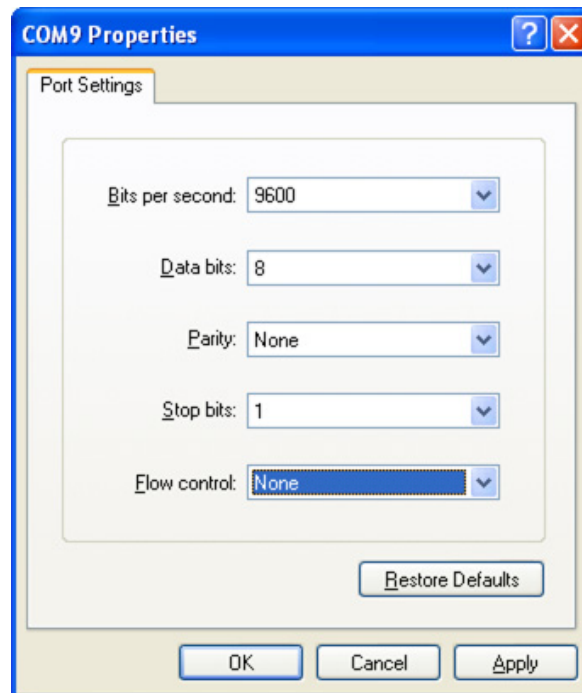 COM9 Properties
Port Settings
Bits per second: 9600
Data bits: 8
Parity: None
Stop bits: 1
Flow control: None
Restore Defaults
OK Cancel Apply